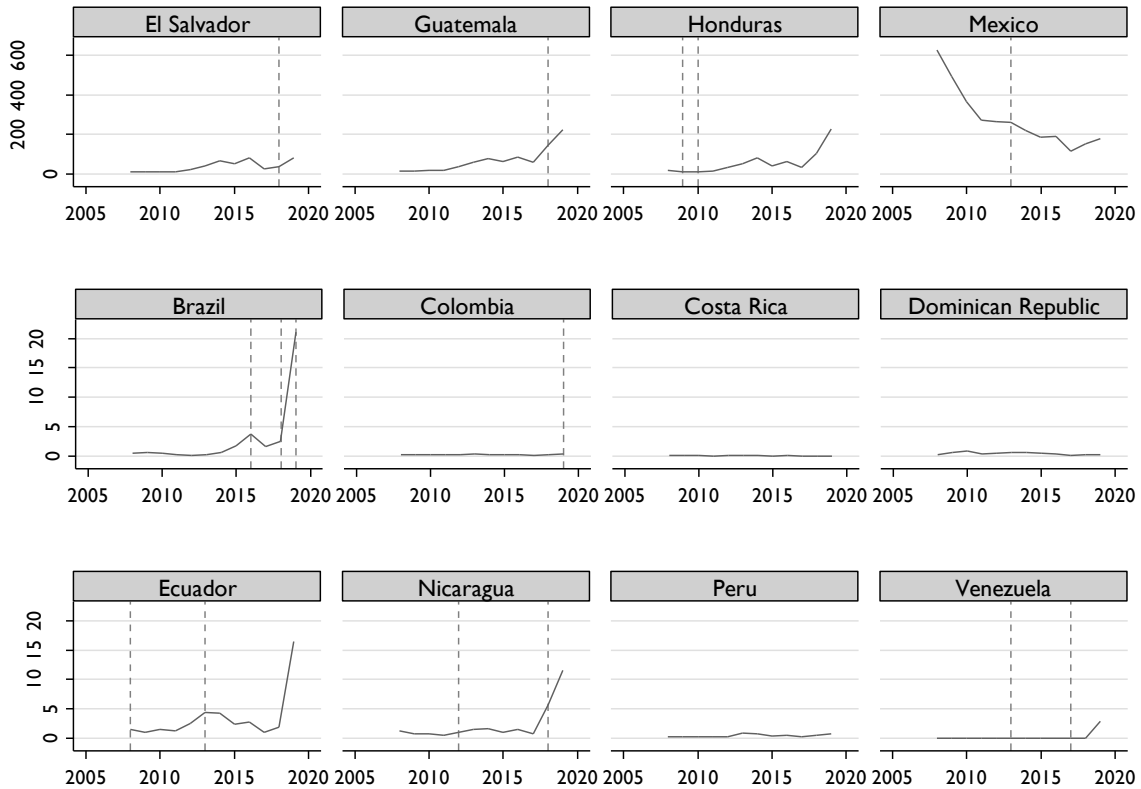 El Salvador Guatemala Honduras Mexico
0 200 400 600
2005 2010 2015 2020 2005 2010 2015 2020 2005 2010 2015 2020 2005 2010 2015 2020
Brazil Colombia Costa Rica Dominican Republic
0 5 10 15 20
2005 2010 2015 2020 2005 2010 2015 2020 2005 2010 2015 2020 2005 2010 2015 2020
Ecuador Nicaragua Peru Venezuela
0 5 10 15 20
2005 2010 2015 2020 2005 2010 2015 2020 2005 2010 2015 2020 2005 2010 2015 2020